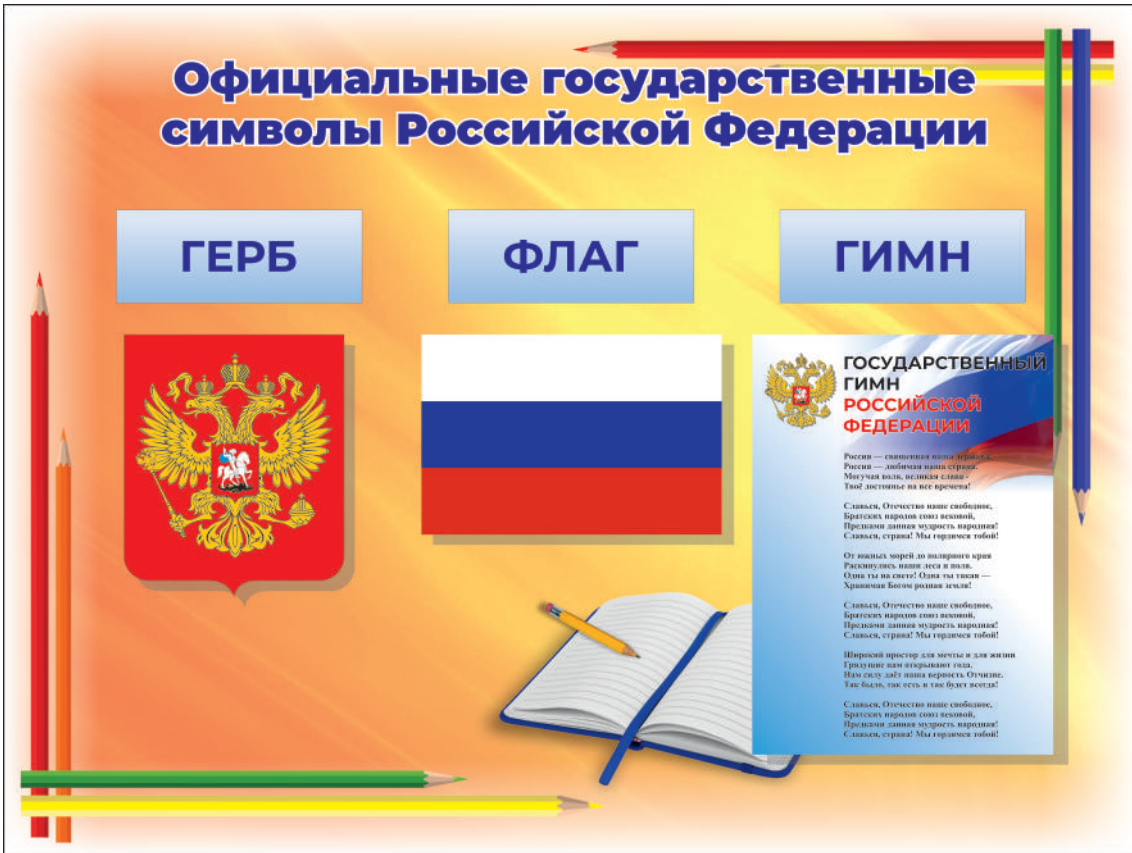 Официальные государственные
символы Российской Федерации
ГЕРБ
ФЛАГ
ГИМН
ГОСУДАРСТВЕННЫЙ
ГИМН
РОССИЙСКОЙ
ФЕДЕРАЦИИ
Россия — священная наша держава,
Россия — любимая наша страна.
Могучая воля, великая слава -
Твоё достоянье на все времена!
Славься, Отечество наше свободное,
Братских народов союз вековой,
Предками данная мудрость народная!
Славься, страна! Мы гордимся тобой!
От южных морей до полярного края
Раскинулись наши леса и поля.
Одна ты на свете! Одна ты такая —
Хранимая Богом родная земля!
Славься, Отечество наше свободное,
Братских народов союз вековой,
Предками данная мудрость народная!
Славься, страна! Мы гордимся тобой!
Широкий простор для мечты и для жизни
Грядущие нам открывают года.
Нам силу даёт наша верность Отчизне.
Так было, так есть и так будет всегда!
Славься, Отечество наше свободное,
Братских народов союз вековой,
Предками данная мудрость народная!
Славься, страна! Мы гордимся тобой!